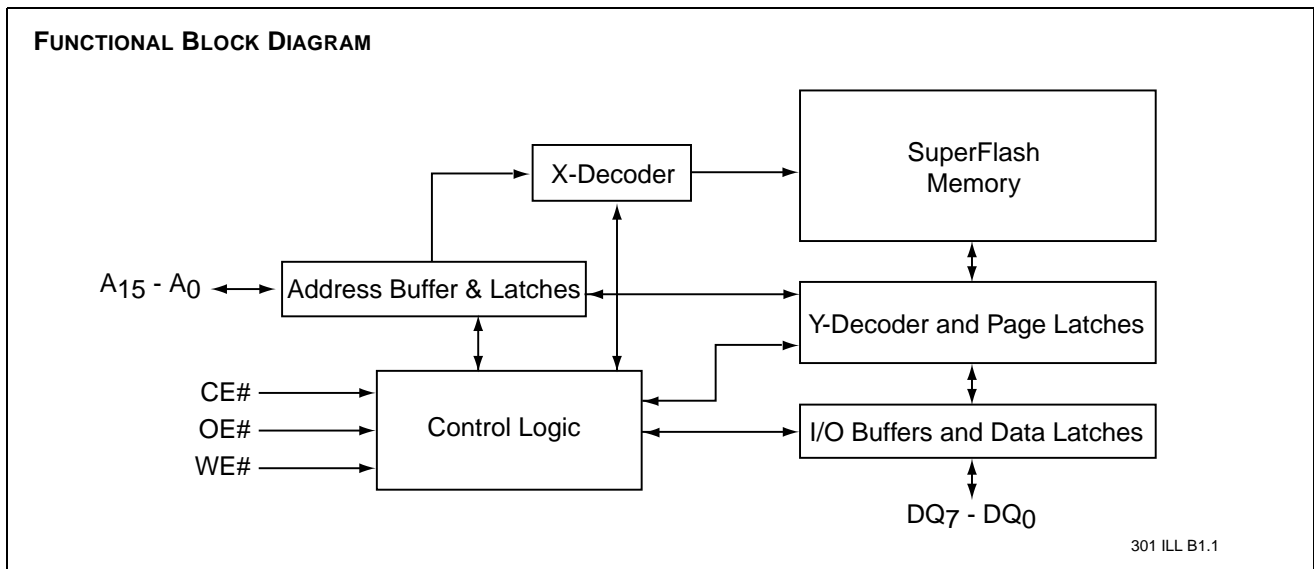 FUNCTIONAL BLOCK DIAGRAM
SuperFlash
Memory
X-Decoder
A15 - A0
Address Buffer & Latches
Y-Decoder and Page Latches
CE#
OE#
WE#
Control Logic
I/O Buffers and Data Latches
DQ7 - DQ0
301 ILL B1.1